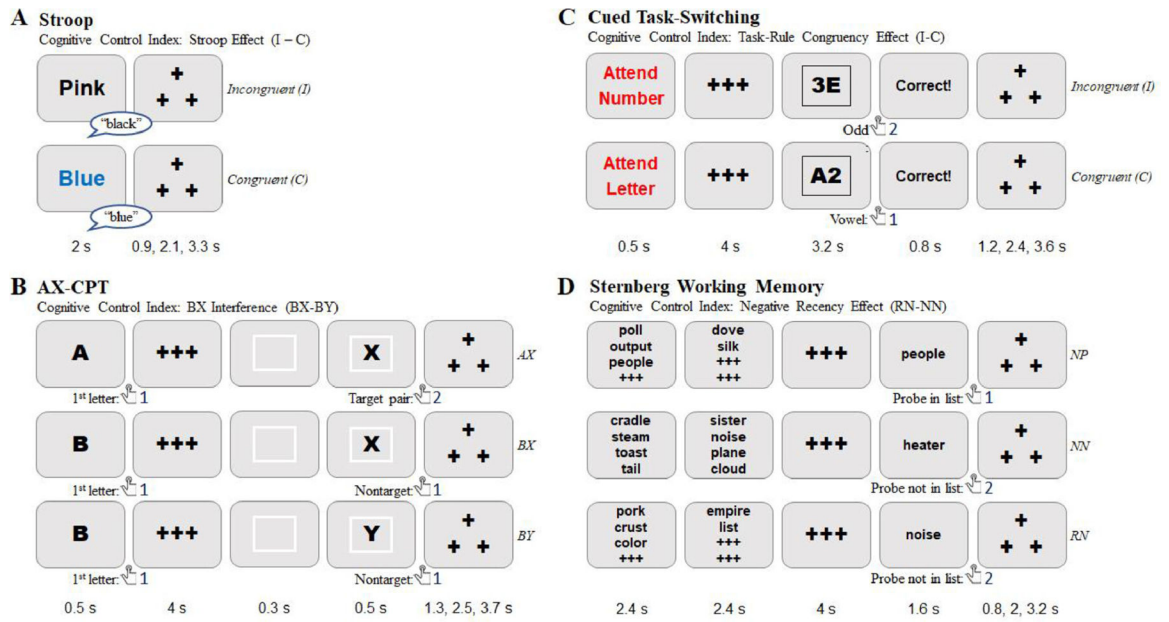 A Stroop
Cognitive Control Index: Stroop Effect (I – C)
Pink
+
+ +
Incongruent (I)
"black"
Blue
+
+ +
Congruent (C)
"blue"
2 s 0.9, 2.1, 3.3 s
B AX-CPT
Cognitive Control Index: BX Interference (BX-BY)
A +++ X
+
+ +
AX
1st letter: 1 Target pair: 2
B +++ X
+
+ +
BX
1st letter: 1 Nontarget: 1
B +++ Y
+
+ +
BY
1st letter: 1 Nontarget: 1
0.5 s 4 s 0.3 s 0.5 s 1.3, 2.5, 3.7 s
C Cued Task-Switching
Cognitive Control Index: Task-Rule Congruency Effect (I-C)
Attend
Number
+++ 3E Correct!
+
+ +
Incongruent (I)
Odd 2
Attend
Letter
+++ A2 Correct!
+
+ +
Congruent (C)
Vowel: 1
0.5 s 4 s 3.2 s 0.8 s 1.2, 2.4, 3.6 s
D Sternberg Working Memory
Cognitive Control Index: Negative Recency Effect (RN-NN)
poll
output
people
+++
dove
silk
+++
+++
+++
people
+
+ +
NP
Probe in list: 1
cradle
steam
toast
tail
sister
noise
plane
cloud
+++
heater
+
+ +
NN
Probe not in list: 2
pork
crust
color
+++
empire
list
+++
+++
+++
noise
+
+ +
RN
Probe not in list: 2
2.4 s 2.4 s 4 s 1.6 s 0.8, 2, 3.2 s